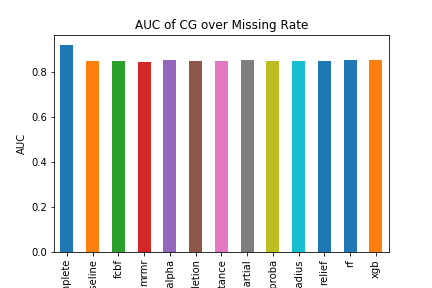 AUC of CG over Missing Rate
AUC
0.8
0.6
0.4
0.2
0.0
plete
seline
fcbf
mrmr
alpha
letion
tance
artial
proba
adius
relief
rf
xgb